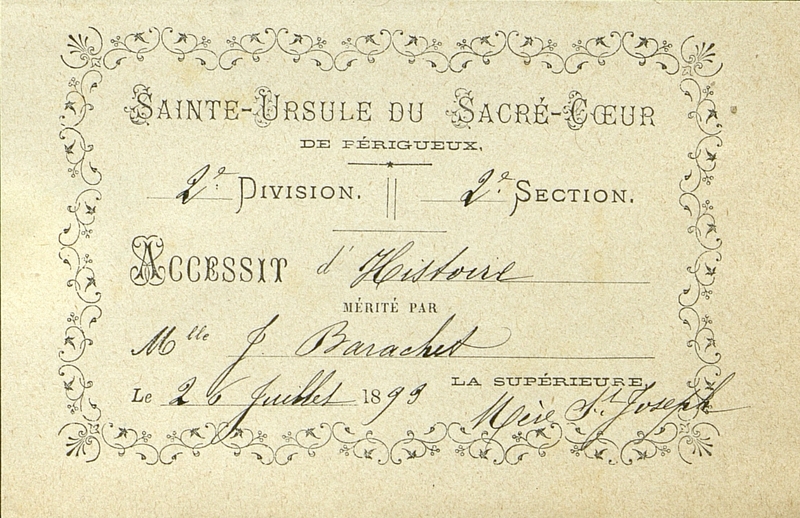 SAINTE-URSULE DU SACRÉ-CŒUR
DE PÉRIGUEUX.
2e. DIVISION. 2e. SECTION.
ACCESSIT d'Histoire
MÉRITÉ PAR
Mlle J. Barachet
Le 26 Juillet 1899 LA SUPÉRIEURE,
Mère St. Joseph